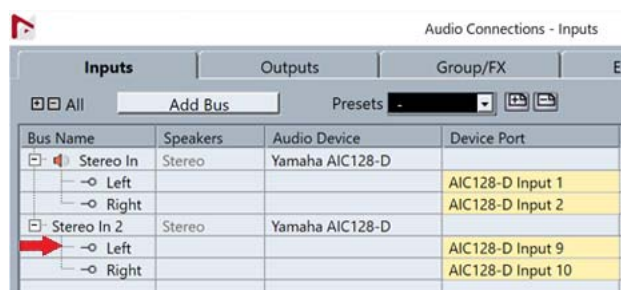 Audio Connections - Inputs
Inputs Outputs Group/FX E
All Add Bus Presets -
Bus Name Speakers Audio Device Device Port
Stereo In Stereo Yamaha AIC128-D
Left AIC128-D Input 1
Right AIC128-D Input 2
Stereo In 2 Stereo Yamaha AIC128-D
Left AIC128-D Input 9
Right AIC128-D Input 10